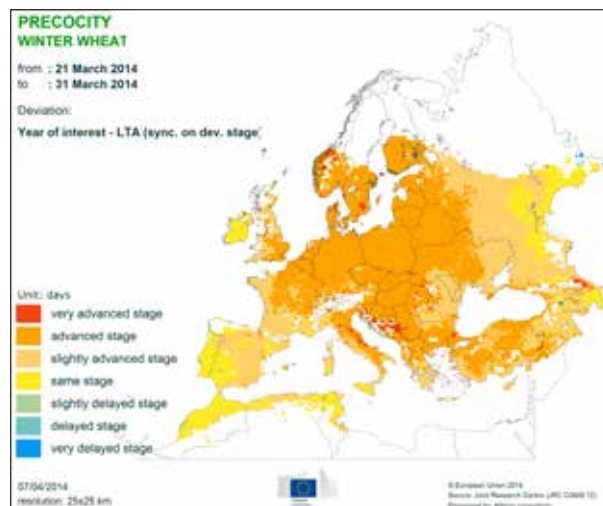 PRECOCITY
WINTER WHEAT
from : 21 March 2014
to : 31 March 2014
Deviation:
Year of interest - LTA (sync. on dev. stage)
Unit: days
very advanced stage
advanced stage
slightly advanced stage
same stage
slightly delayed stage
delayed stage
very delayed stage
07/04/2014
resolution: 25x25 km
© European Union 2014
Source: Joint Research Centre